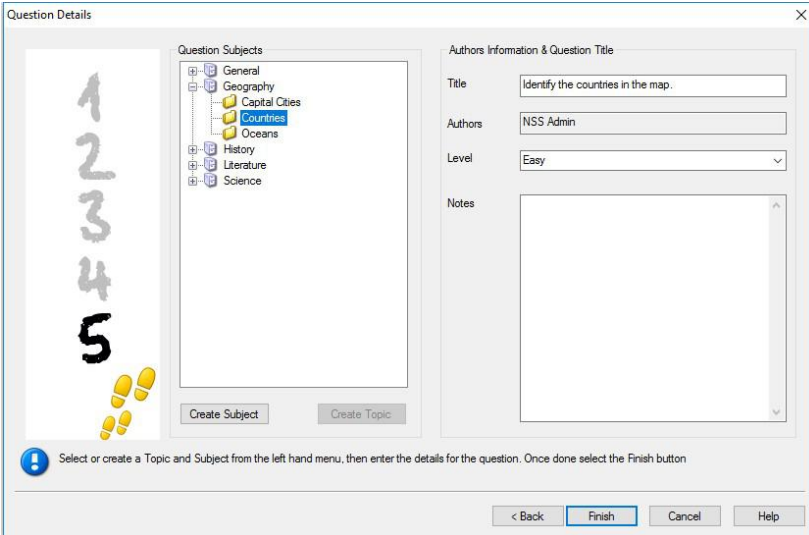 Question Details
1
2
3
4
5
Question Subjects
General
Geography
Capital Cities
Countries
Oceans
History
Literature
Science
Create Subject
Create Topic
Authors Information & Question Title
Title
Identify the countries in the map.
Authors
NSS Admin
Level
Easy
Notes
Select or create a Topic and Subject from the left hand menu, then enter the details for the question. Once done select the Finish button
< Back
Finish
Cancel
Help